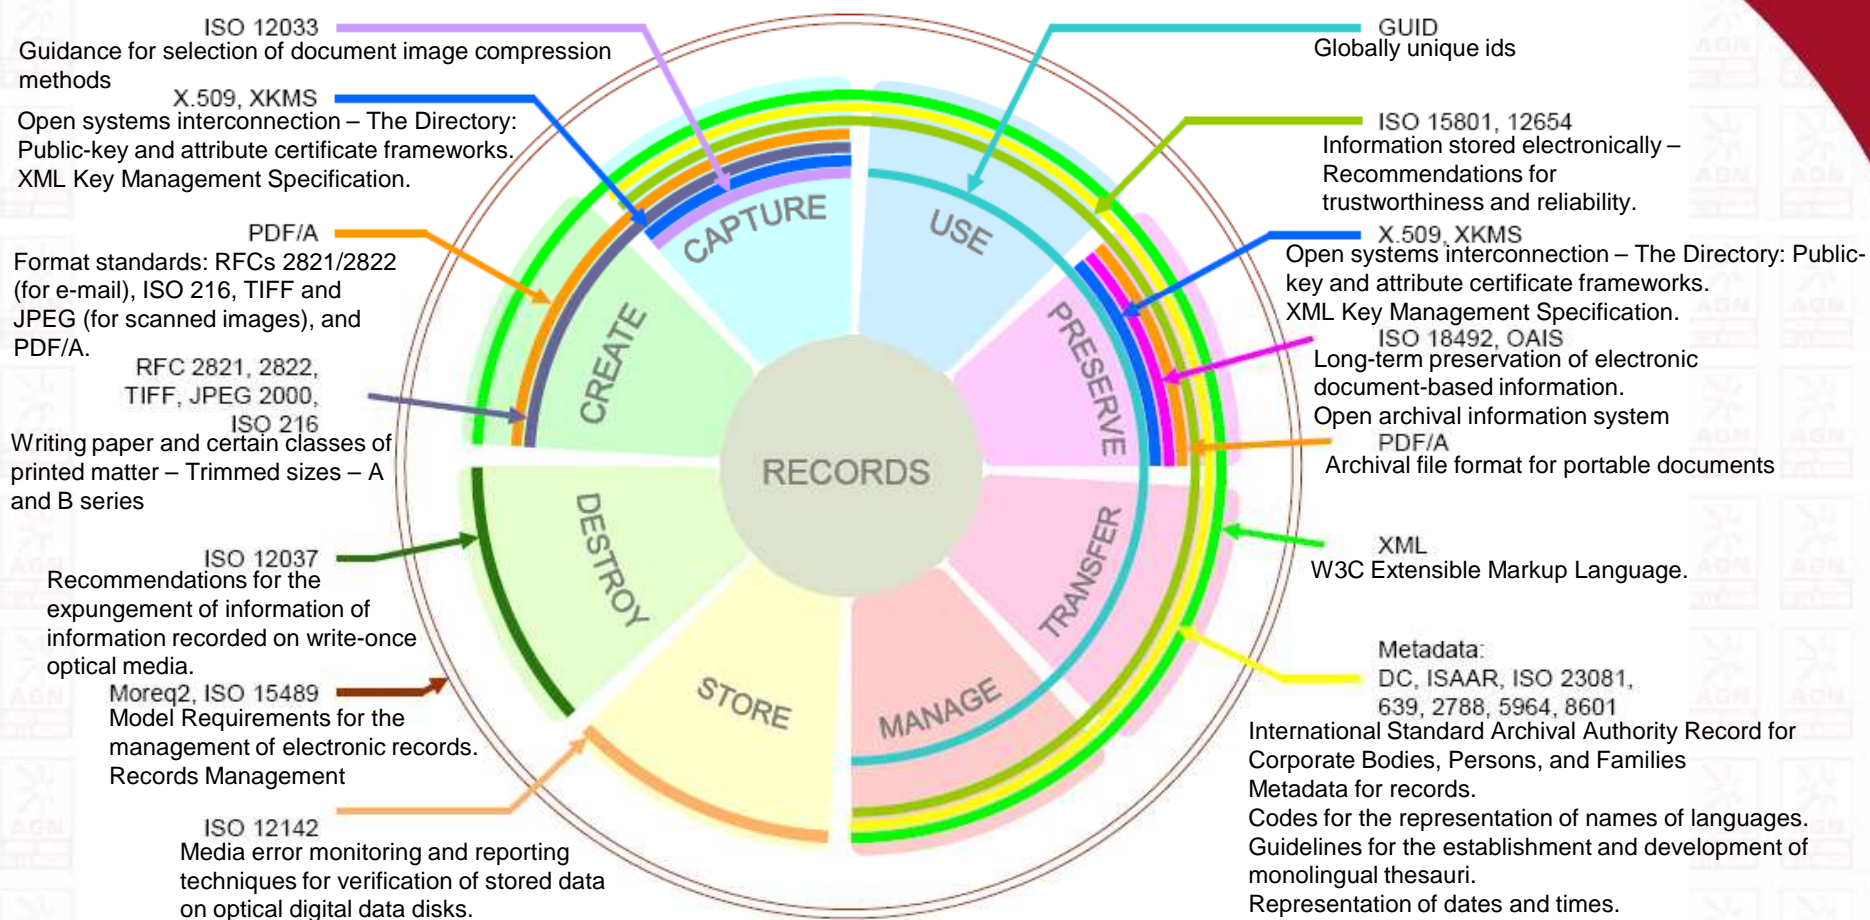 ISO 12033
Guidance for selection of document image compression
methods
X.509, XKMS
Open systems interconnection – The Directory:
Public-key and attribute certificate frameworks.
XML Key Management Specification.
PDF/A
Format standards: RFCs 2821/2822
(for e-mail), ISO 216, TIFF and
JPEG (for scanned images), and
PDF/A.
RFC 2821, 2822,
TIFF, JPEG 2000,
ISO 216
Writing paper and certain classes of
printed matter – Trimmed sizes – A
and B series
ISO 12037
Recommendations for the
expungement of information of
information recorded on write-once
optical media.
Moreq2, ISO 15489
Model Requirements for the
management of electronic records.
Records Management
ISO 12142
Media error monitoring and reporting
techniques for verification of stored data
on optical digital data disks.
CAPTURE
USE
CREATE
PRESERVE
RECORDS
DESTROY
TRANSFER
STORE
MANAGE
GUID
Globally unique ids
ISO 15801, 12654
Information stored electronically –
Recommendations for
trustworthiness and reliability.
X.509, XKMS
Open systems interconnection – The Directory: Public-
key and attribute certificate frameworks.
XML Key Management Specification.
ISO 18492, OAIS
Long-term preservation of electronic
document-based information.
Open archival information system
PDF/A
Archival file format for portable documents
XML
W3C Extensible Markup Language.
Metadata:
DC, ISAAR, ISO 23081,
639, 2788, 5964, 8601
International Standard Archival Authority Record for
Corporate Bodies, Persons, and Families
Metadata for records.
Codes for the representation of names of languages.
Guidelines for the establishment and development of
monolingual thesauri.
Representation of dates and times.